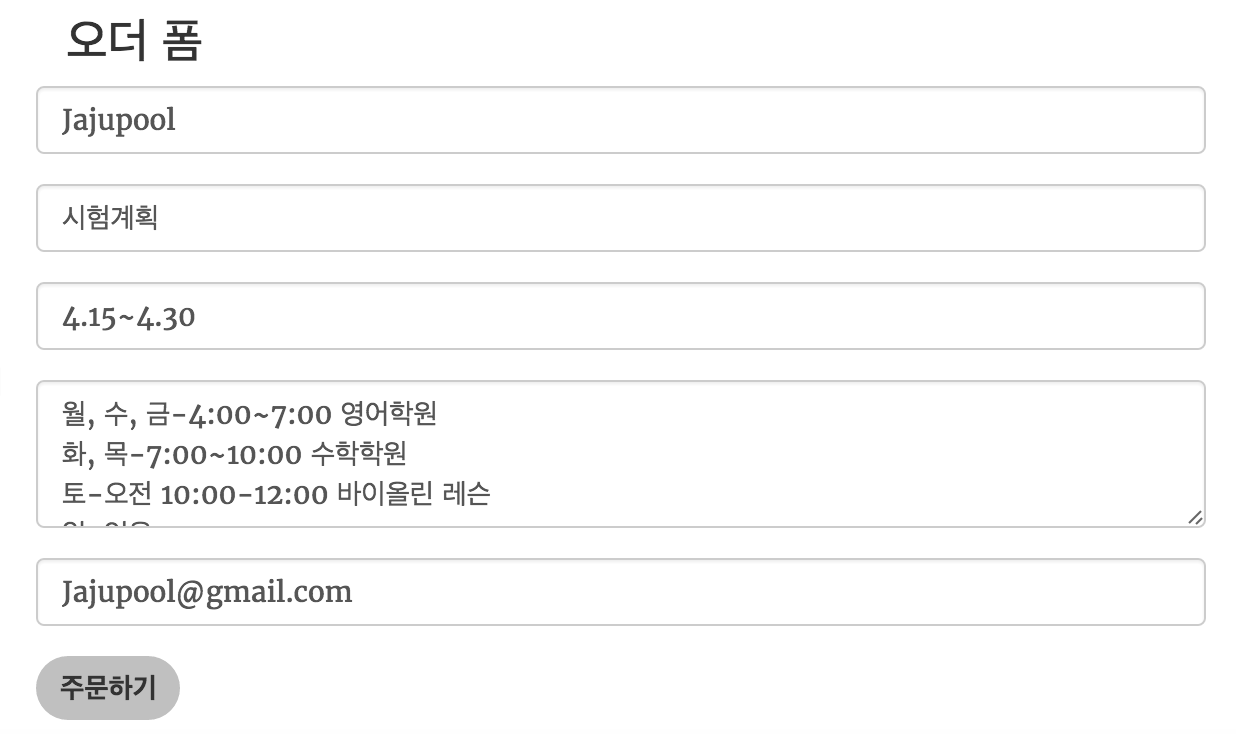 오더 폼
Jajupool
시험계획
4.15~4.30
월, 수, 금-4:00~7:00 영어학원
화, 목-7:00~10:00 수학학원
토-오전 10:00-12:00 바이올린 레슨
Jajupool@gmail.com
주문하기